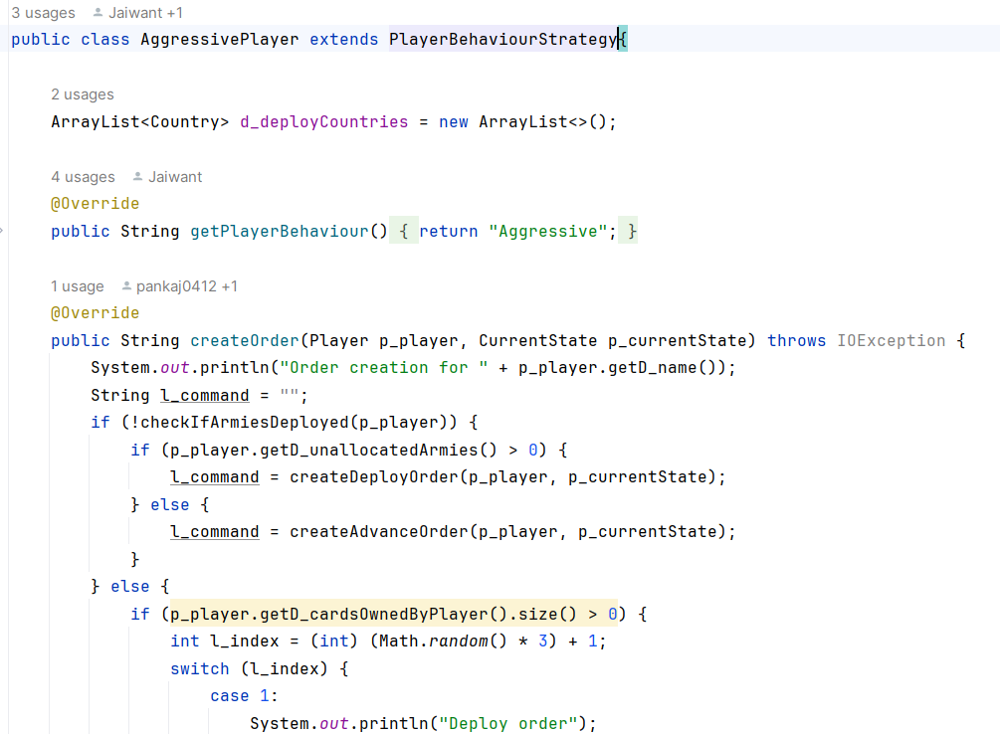 3 usages Jaiwant +1
public class AggressivePlayer extends PlayerBehaviourStrategy{
2 usages
ArrayList<Country> d_deployCountries = new ArrayList<>();
4 usages Jaiwant
@Override
public String getPlayerBehaviour() { return "Aggressive"; }
1 usage pankaj0412 +1
@Override
public String createOrder(Player p_player, CurrentState p_currentState) throws IOException {
System.out.println("Order creation for " + p_player.getD_name());
String l_command = "";
if (!checkIfArmiesDeployed(p_player)) {
if (p_player.getD_unallocatedArmies() > 0) {
l_command = createDeployOrder(p_player, p_currentState);
} else {
l_command = createAdvanceOrder(p_player, p_currentState);
}
} else {
if (p_player.getD_cardsOwnedByPlayer().size() > 0) {
int l_index = (int) (Math.random() * 3) + 1;
switch (l_index) {
case 1:
System.out.println("Deploy order");